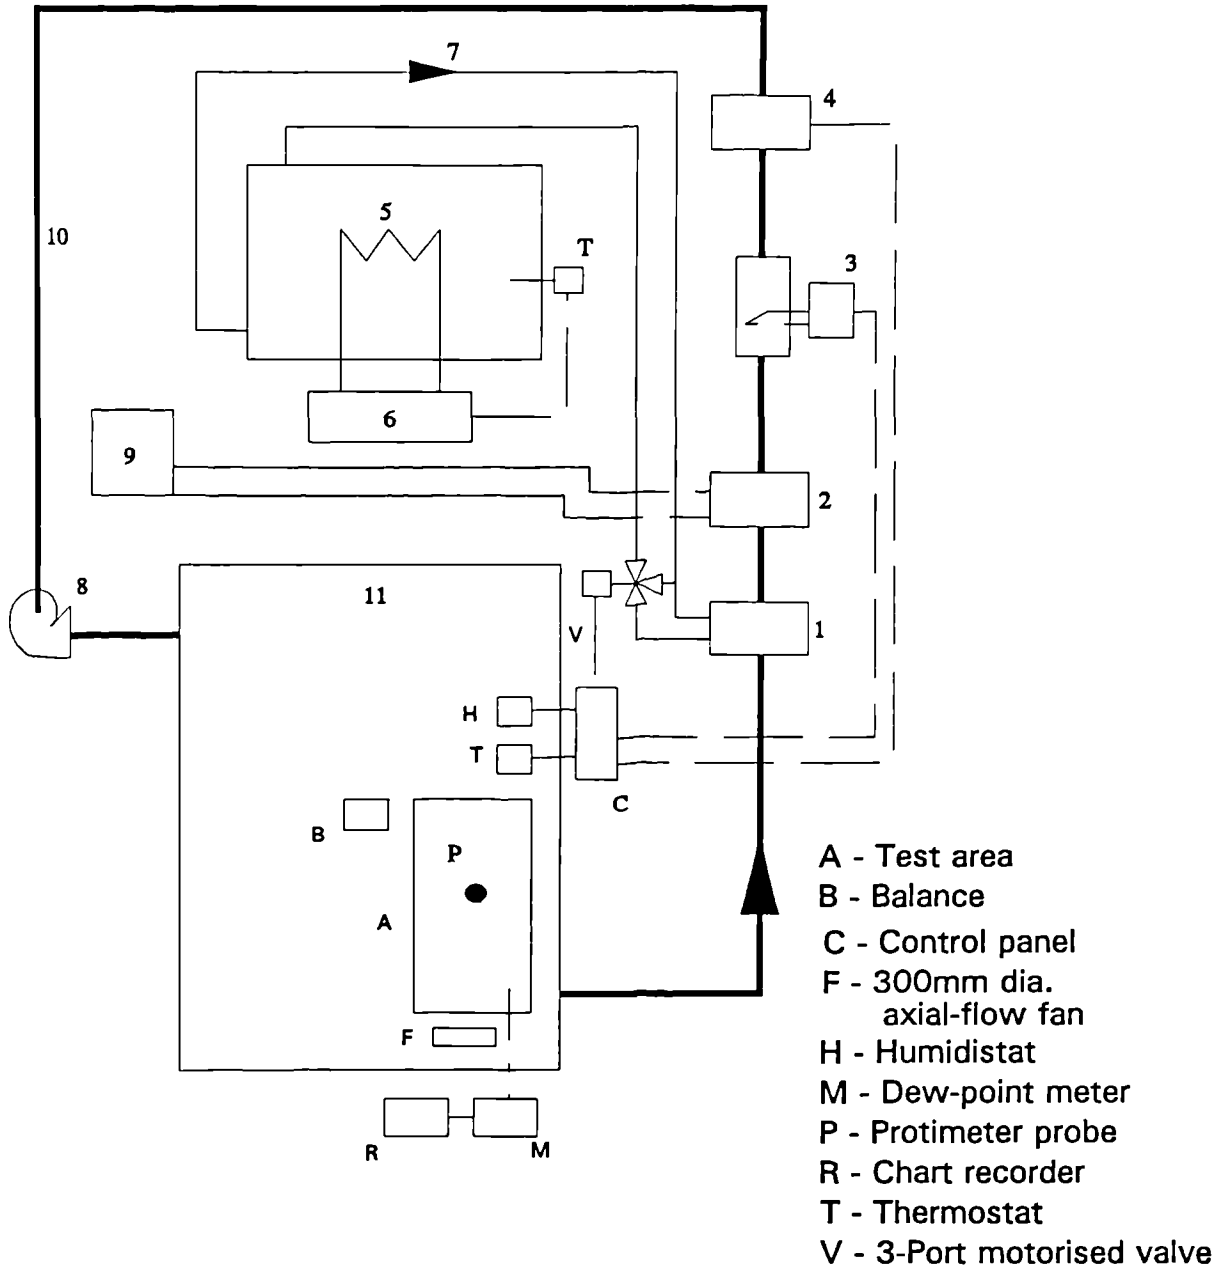 7
4
5
10
T
3
6
9
2
8
11
V
1
H
T
C
B
P
A
F
R
M
A - Test area
B - Balance
C - Control panel
F - 300mm dia.
axial-flow fan
H - Humidistat
M - Dew-point meter
P - Protimeter probe
R - Chart recorder
T - Thermostat
V - 3-Port motorised valve